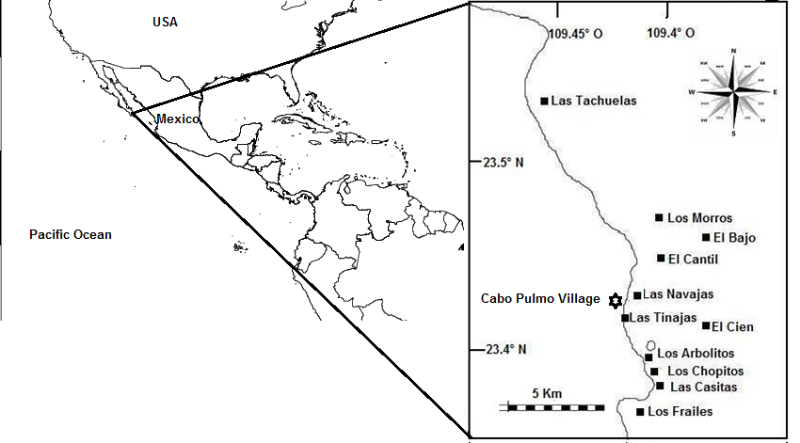 USA
Mexico
Pacific Ocean
109.45° O
109.4° O
N
W
E
S
Las Tachuelas
23.5° N
Los Morros
El Bajo
El Cantil
Las Navajas
Cabo Pulmo Village
Las Tinajas
El Cien
23.4° N
Los Arbolitos
Los Chopitos
Las Casitas
5 Km
Los Frailes